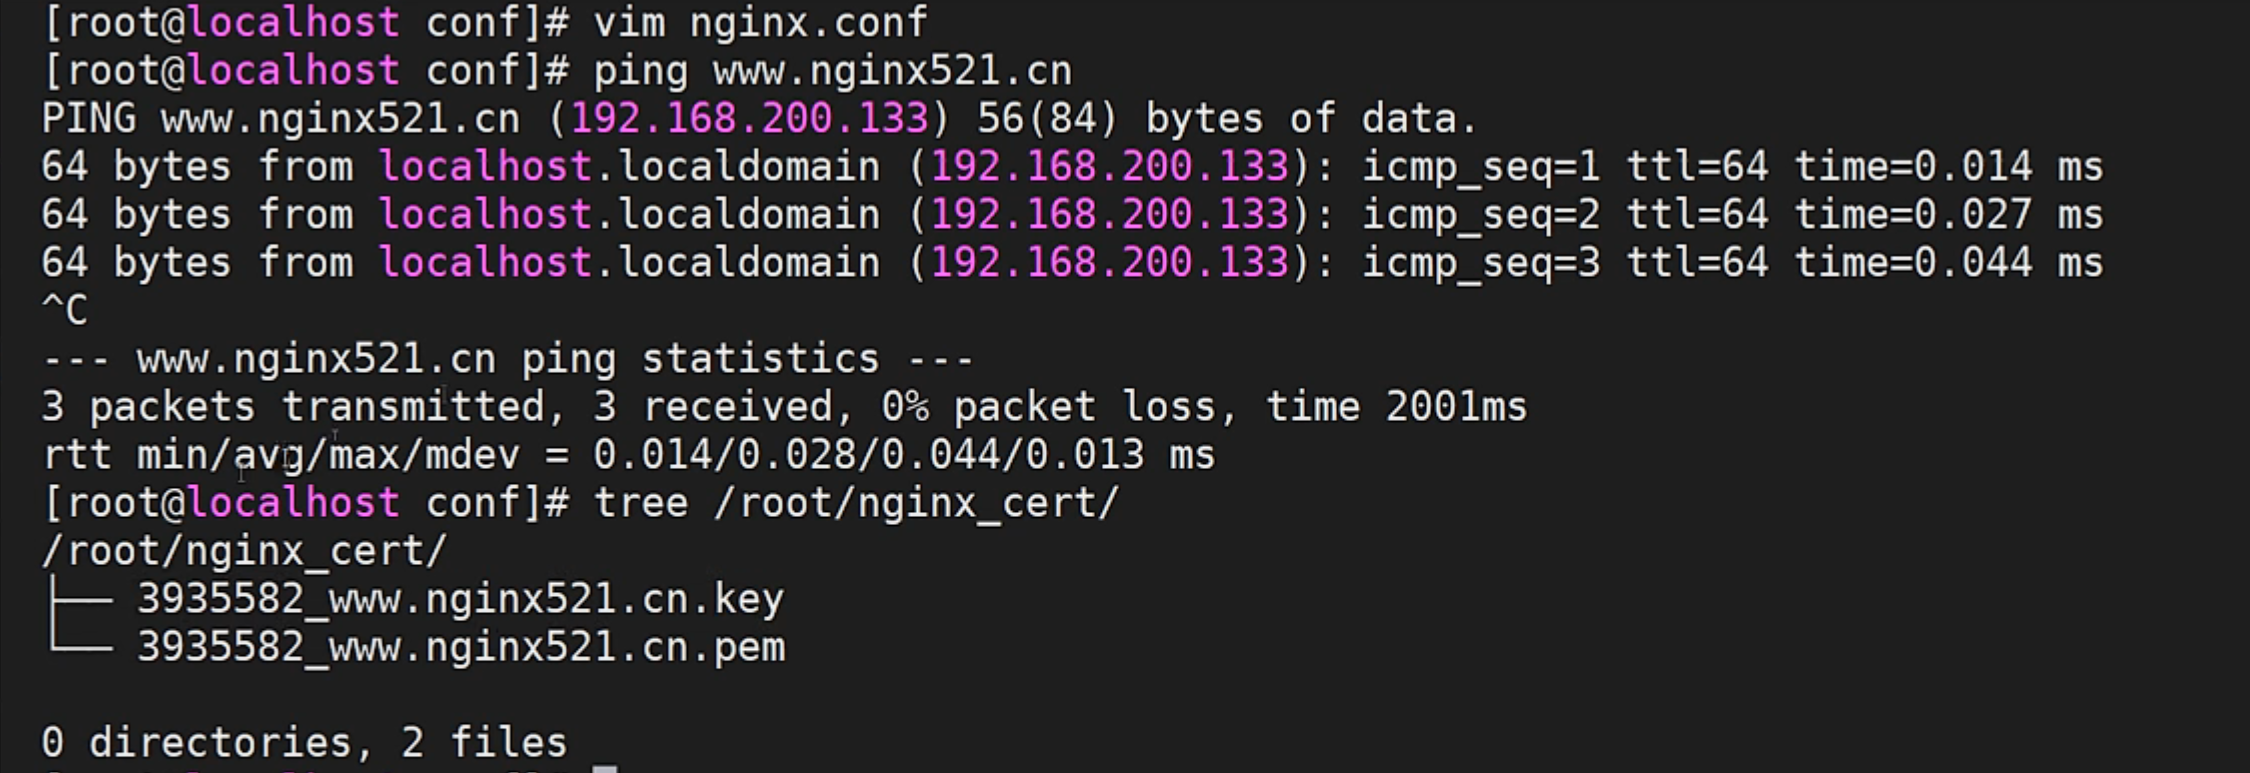 [root@localhost conf]# vim nginx.conf
[root@localhost conf]# ping www.nginx521.cn
PING www.nginx521.cn (192.168.200.133) 56(84) bytes of data.
64 bytes from localhost.localdomain (192.168.200.133): icmp_seq=1 ttl=64 time=0.014 ms
64 bytes from localhost.localdomain (192.168.200.133): icmp_seq=2 ttl=64 time=0.027 ms
64 bytes from localhost.localdomain (192.168.200.133): icmp_seq=3 ttl=64 time=0.044 ms
^C
--- www.nginx521.cn ping statistics ---
3 packets transmitted, 3 received, 0% packet loss, time 2001ms
rtt min/avg/max/mdev = 0.014/0.028/0.044/0.013 ms
[root@localhost conf]# tree /root/nginx_cert/
/root/nginx_cert/
├── 3935582_www.nginx521.cn.key
└── 3935582_www.nginx521.cn.pem
0 directories, 2 files